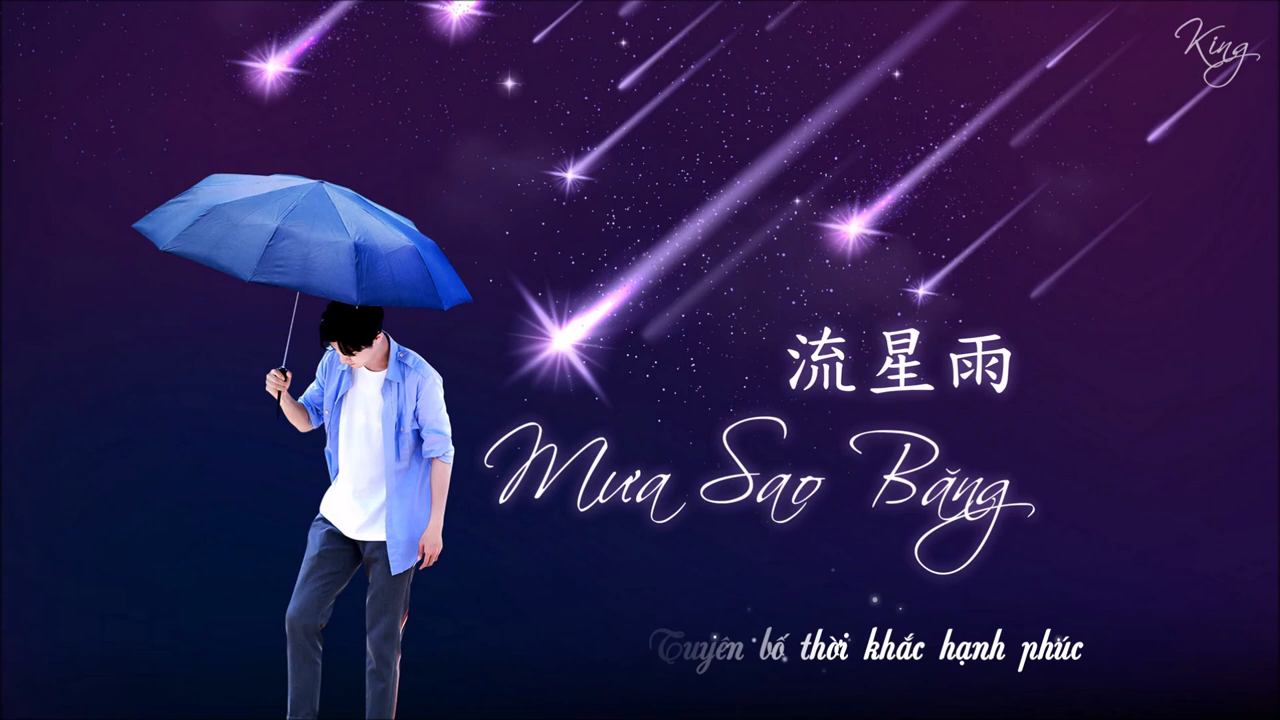 King
流星雨
Mưa Sao Băng
Tuyên bố thời khắc hạnh phúc